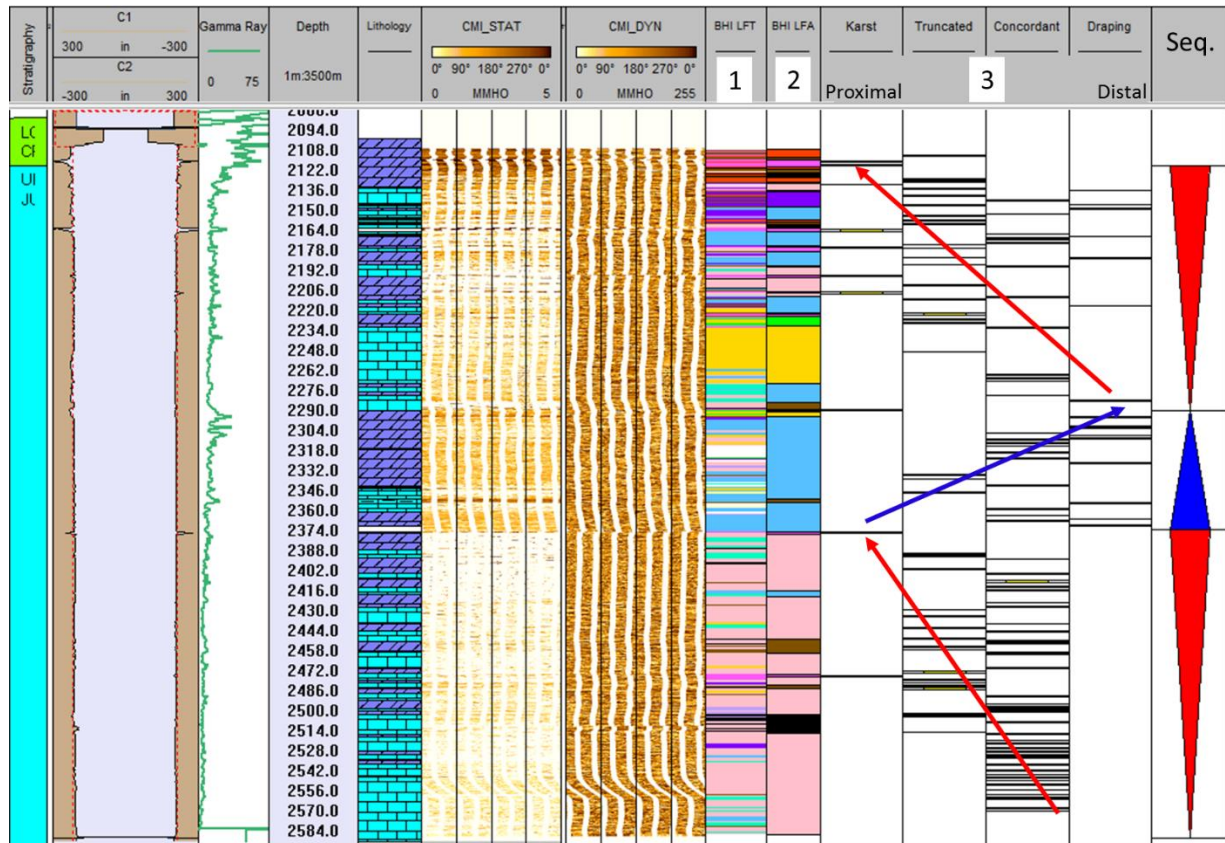 Stratigraphy
C1
300 in -300
C2
-300 in 300
Gamma Ray
0 75
Depth
1m:3500m
Lithology
CMI_STAT
0° 90° 180° 270° 0°
0 MMHO 5
CMI_DYN
0° 90° 180° 270° 0°
0 MMHO 255
BHI LFT
1
BHI LFA
2
Karst
Truncated
Concordant
Draping
Proximal
3
Distal
Seq.
2094.0
2108.0
2122.0
2136.0
2150.0
2164.0
2178.0
2192.0
2206.0
2220.0
2234.0
2248.0
2262.0
2276.0
2290.0
2304.0
2318.0
2332.0
2346.0
2360.0
2374.0
2388.0
2402.0
2416.0
2430.0
2444.0
2458.0
2472.0
2486.0
2500.0
2514.0
2528.0
2542.0
2556.0
2570.0
2584.0